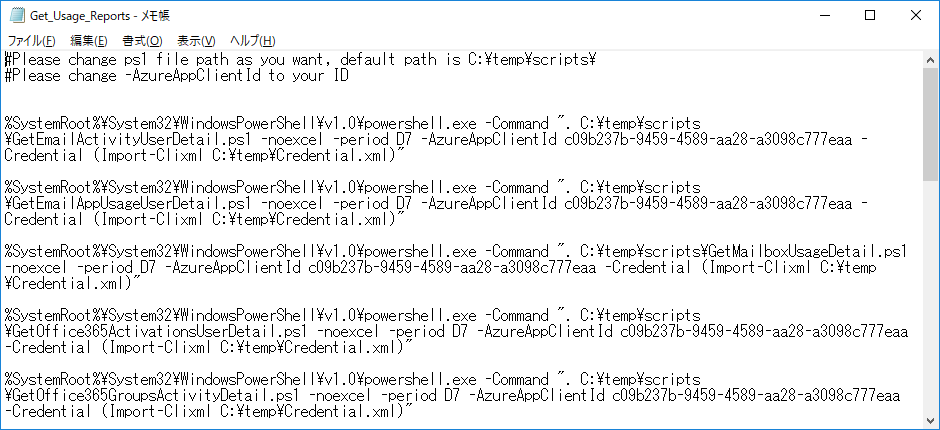 Get_Usage_Reports - メモ帳
ファイル(F) 編集(E) 書式(O) 表示(V) ヘルプ(H)
#Please change ps1 file path as you want, default path is C:¥temp¥scripts¥
#Please change -AzureAppClientId to your ID
%SystemRoot%¥System32¥WindowsPowerShell¥v1.0¥powershell.exe -Command ". C:¥temp¥scripts
¥GetEmailActivityUserDetail.ps1 -noexcel -period D7 -AzureAppClientId c09b237b-9459-4589-aa28-a3098c777eaa -
Credential (Import-Clixml C:¥temp¥Credential.xml)"
%SystemRoot%¥System32¥WindowsPowerShell¥v1.0¥powershell.exe -Command ". C:¥temp¥scripts
¥GetEmailAppUsageUserDetail.ps1 -noexcel -period D7 -AzureAppClientId c09b237b-9459-4589-aa28-a3098c777eaa -
Credential (Import-Clixml C:¥temp¥Credential.xml)"
%SystemRoot%¥System32¥WindowsPowerShell¥v1.0¥powershell.exe -Command ". C:¥temp¥scripts¥GetMailboxUsageDetail.ps1
-noexcel -period D7 -AzureAppClientId c09b237b-9459-4589-aa28-a3098c777eaa -Credential (Import-Clixml C:¥temp
¥Credential.xml)"
%SystemRoot%¥System32¥WindowsPowerShell¥v1.0¥powershell.exe -Command ". C:¥temp¥scripts
¥GetOffice365ActivationsUserDetail.ps1 -noexcel -period D7 -AzureAppClientId c09b237b-9459-4589-aa28-a3098c777eaa
-Credential (Import-Clixml C:¥temp¥Credential.xml)"
%SystemRoot%¥System32¥WindowsPowerShell¥v1.0¥powershell.exe -Command ". C:¥temp¥scripts
¥GetOffice365GroupsActivityDetail.ps1 -noexcel -period D7 -AzureAppClientId c09b237b-9459-4589-aa28-a3098c777eaa
-Credential (Import-Clixml C:¥temp¥Credential.xml)"